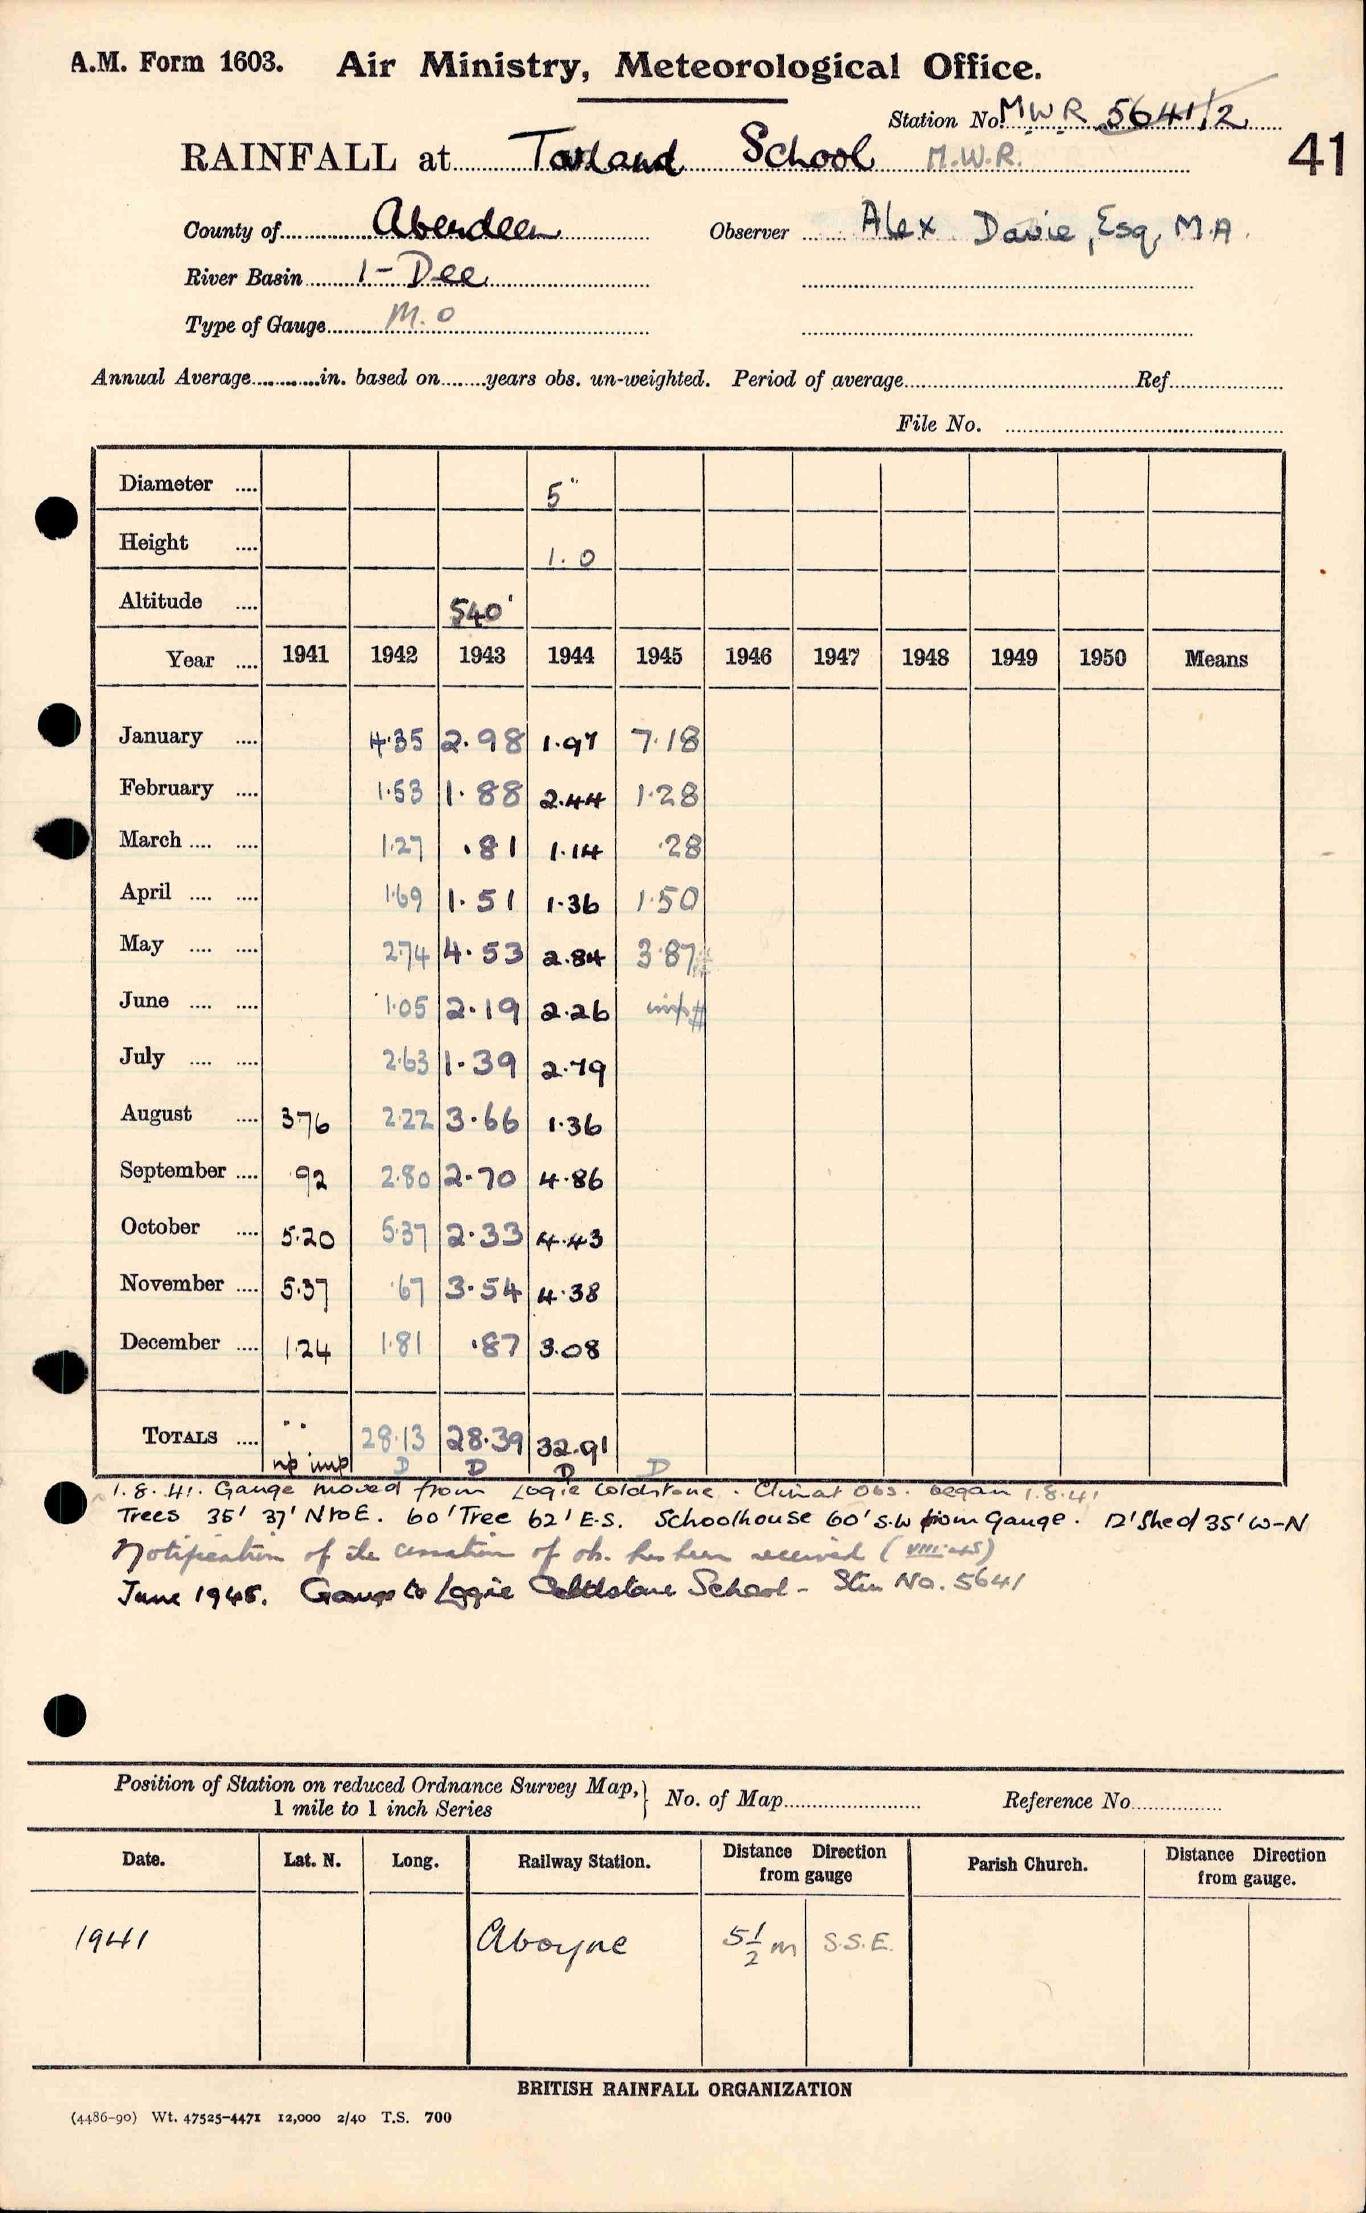 A.M. Form 1603. Air Ministry, Meteorological Office.
Station No. MWR 5641/2
RAINFALL at Tarland School M.W.R. 41
County of Aberdeen Observer Alex Davie, Esq, M.A.
River Basin 1- Dee
Type of Gauge M.O
Annual Average............in. based on........years obs. un-weighted. Period of average........Ref........
File No. ........
Diameter .... 5"
Height .... 1.0
Altitude .... 540'
Year .... 1941 1942 1943 1944 1945 1946 1947 1948 1949 1950 Means
January .... 4.35 2.98 1.97 7.18
February .... 1.53 1.88 2.44 1.28
March .... .... 1.27 .81 1.14 .28
April .... .... 1.69 1.51 1.36 1.50
May .... .... 2.74 4.53 2.84 3.87
June .... .... 1.05 2.19 2.26 imp #
July .... .... 2.63 1.39 2.79
August .... 3.76 2.22 3.66 1.36
September .... .92 2.80 2.70 4.86
October .... 5.20 5.37 2.33 4.43
November .... 5.37 .67 3.54 4.38
December .... 1.24 1.81 .87 3.08
TOTALS .... .. 28.13 28.39 32.91
np imp D D D D
1.8.41. Gauge moved from Logie Coldstone. Climat Obs. began 1.8.41
Trees 35' 37' N to E. 60' Tree 62' E-S. Schoolhouse 60' S.W from Gauge. 12' Shed 35' W-N
Notification of the cessation of ob. has been received (VIII.45)
June 1945. Gauge to Logie Coldstone School - Stn No. 5641
Position of Station on reduced Ordnance Survey Map, } No. of Map........ Reference No........
1 mile to 1 inch Series
Date. Lat. N. Long. Railway Station. Distance Direction from gauge Parish Church. Distance Direction from gauge.
1941 Aboyne 5½ m S.S.E.
BRITISH RAINFALL ORGANIZATION
(4486-90) Wt. 47525-4471 12,000 2/40 T.S. 700